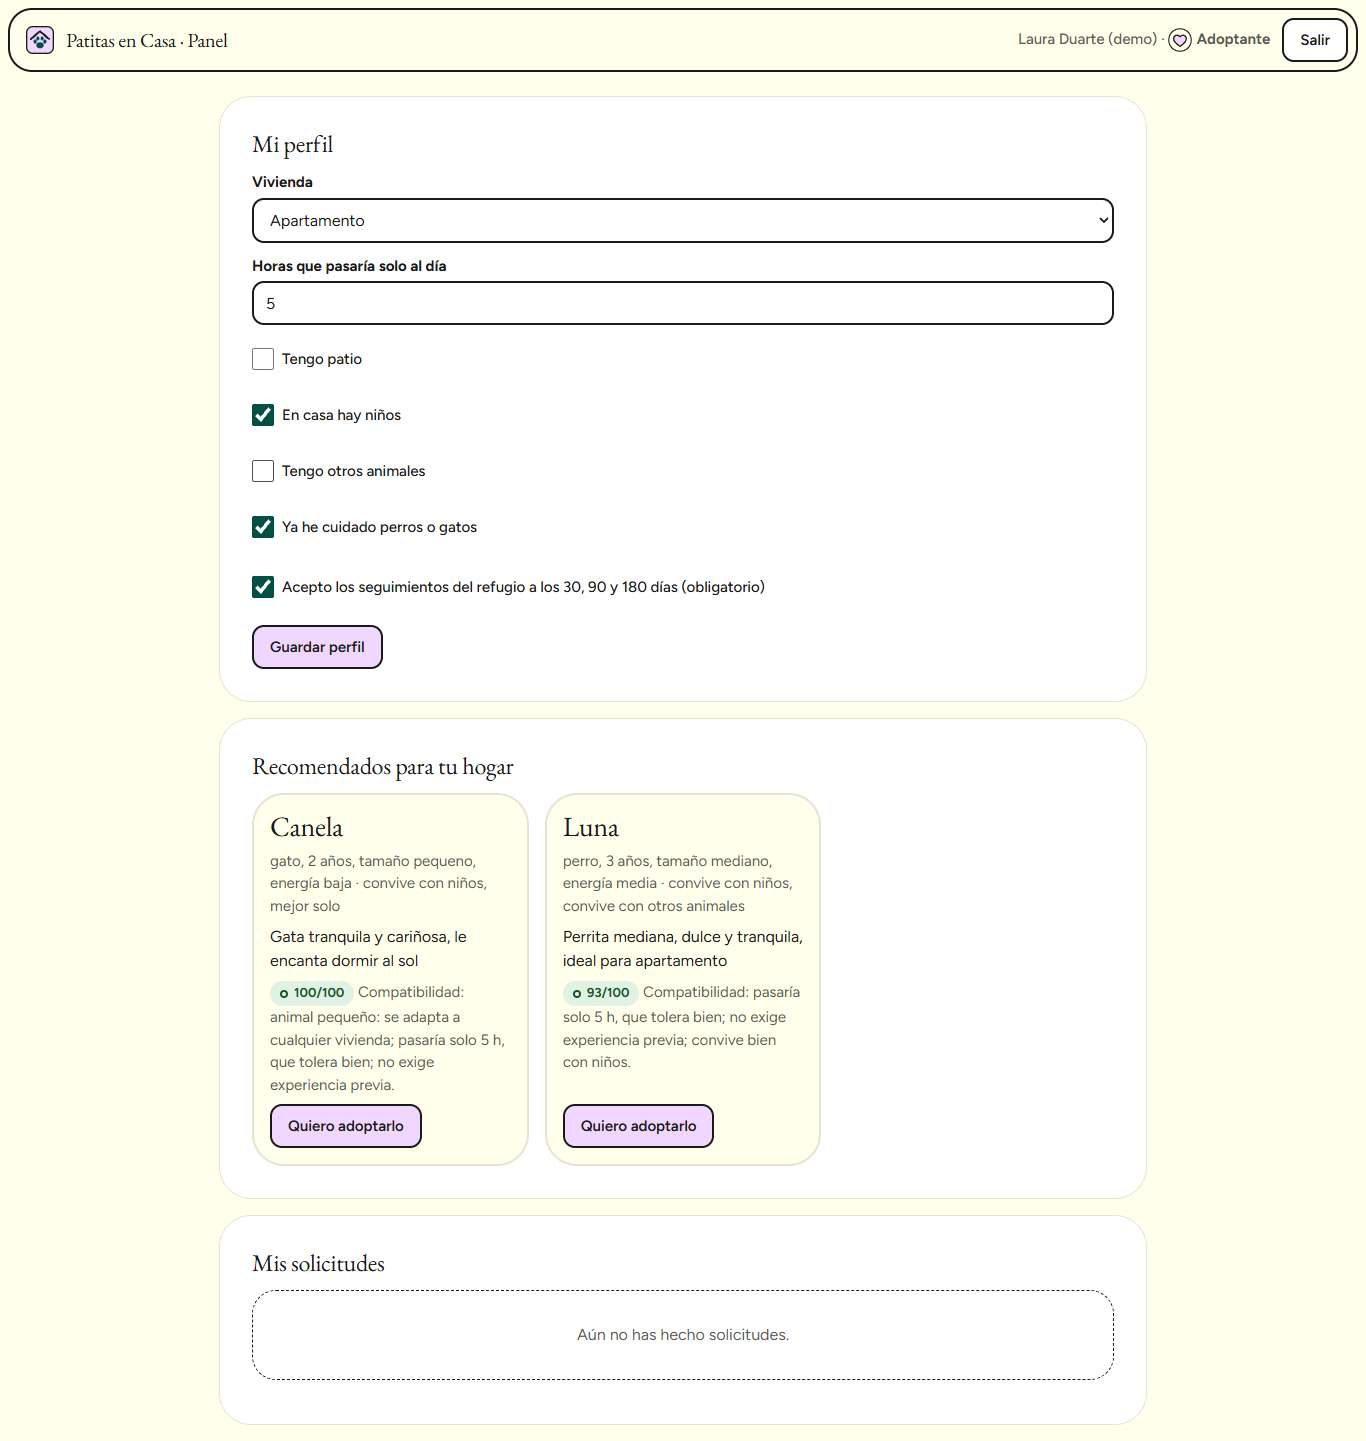 Patitas en Casa · Panel
Laura Duarte (demo) · Adoptante
Salir
Mi perfil
Vivienda
Apartamento
Horas que pasaría solo al día
5
Tengo patio
En casa hay niños
Tengo otros animales
Ya he cuidado perros o gatos
Acepto los seguimientos del refugio a los 30, 90 y 180 días (obligatorio)
Guardar perfil
Recomendados para tu hogar
Canela
gato, 2 años, tamaño pequeno,
energía baja · convive con niños,
mejor solo
Gata tranquila y cariñosa, le
encanta dormir al sol
100/100 Compatibilidad:
animal pequeño: se adapta a
cualquier vivienda; pasaría solo 5 h,
que tolera bien; no exige
experiencia previa.
Quiero adoptarlo
Luna
perro, 3 años, tamaño mediano,
energía media · convive con niños,
convive con otros animales
Perrita mediana, dulce y tranquila,
ideal para apartamento
93/100 Compatibilidad: pasaría
solo 5 h, que tolera bien; no exige
experiencia previa; convive bien
con niños.
Quiero adoptarlo
Mis solicitudes
Aún no has hecho solicitudes.